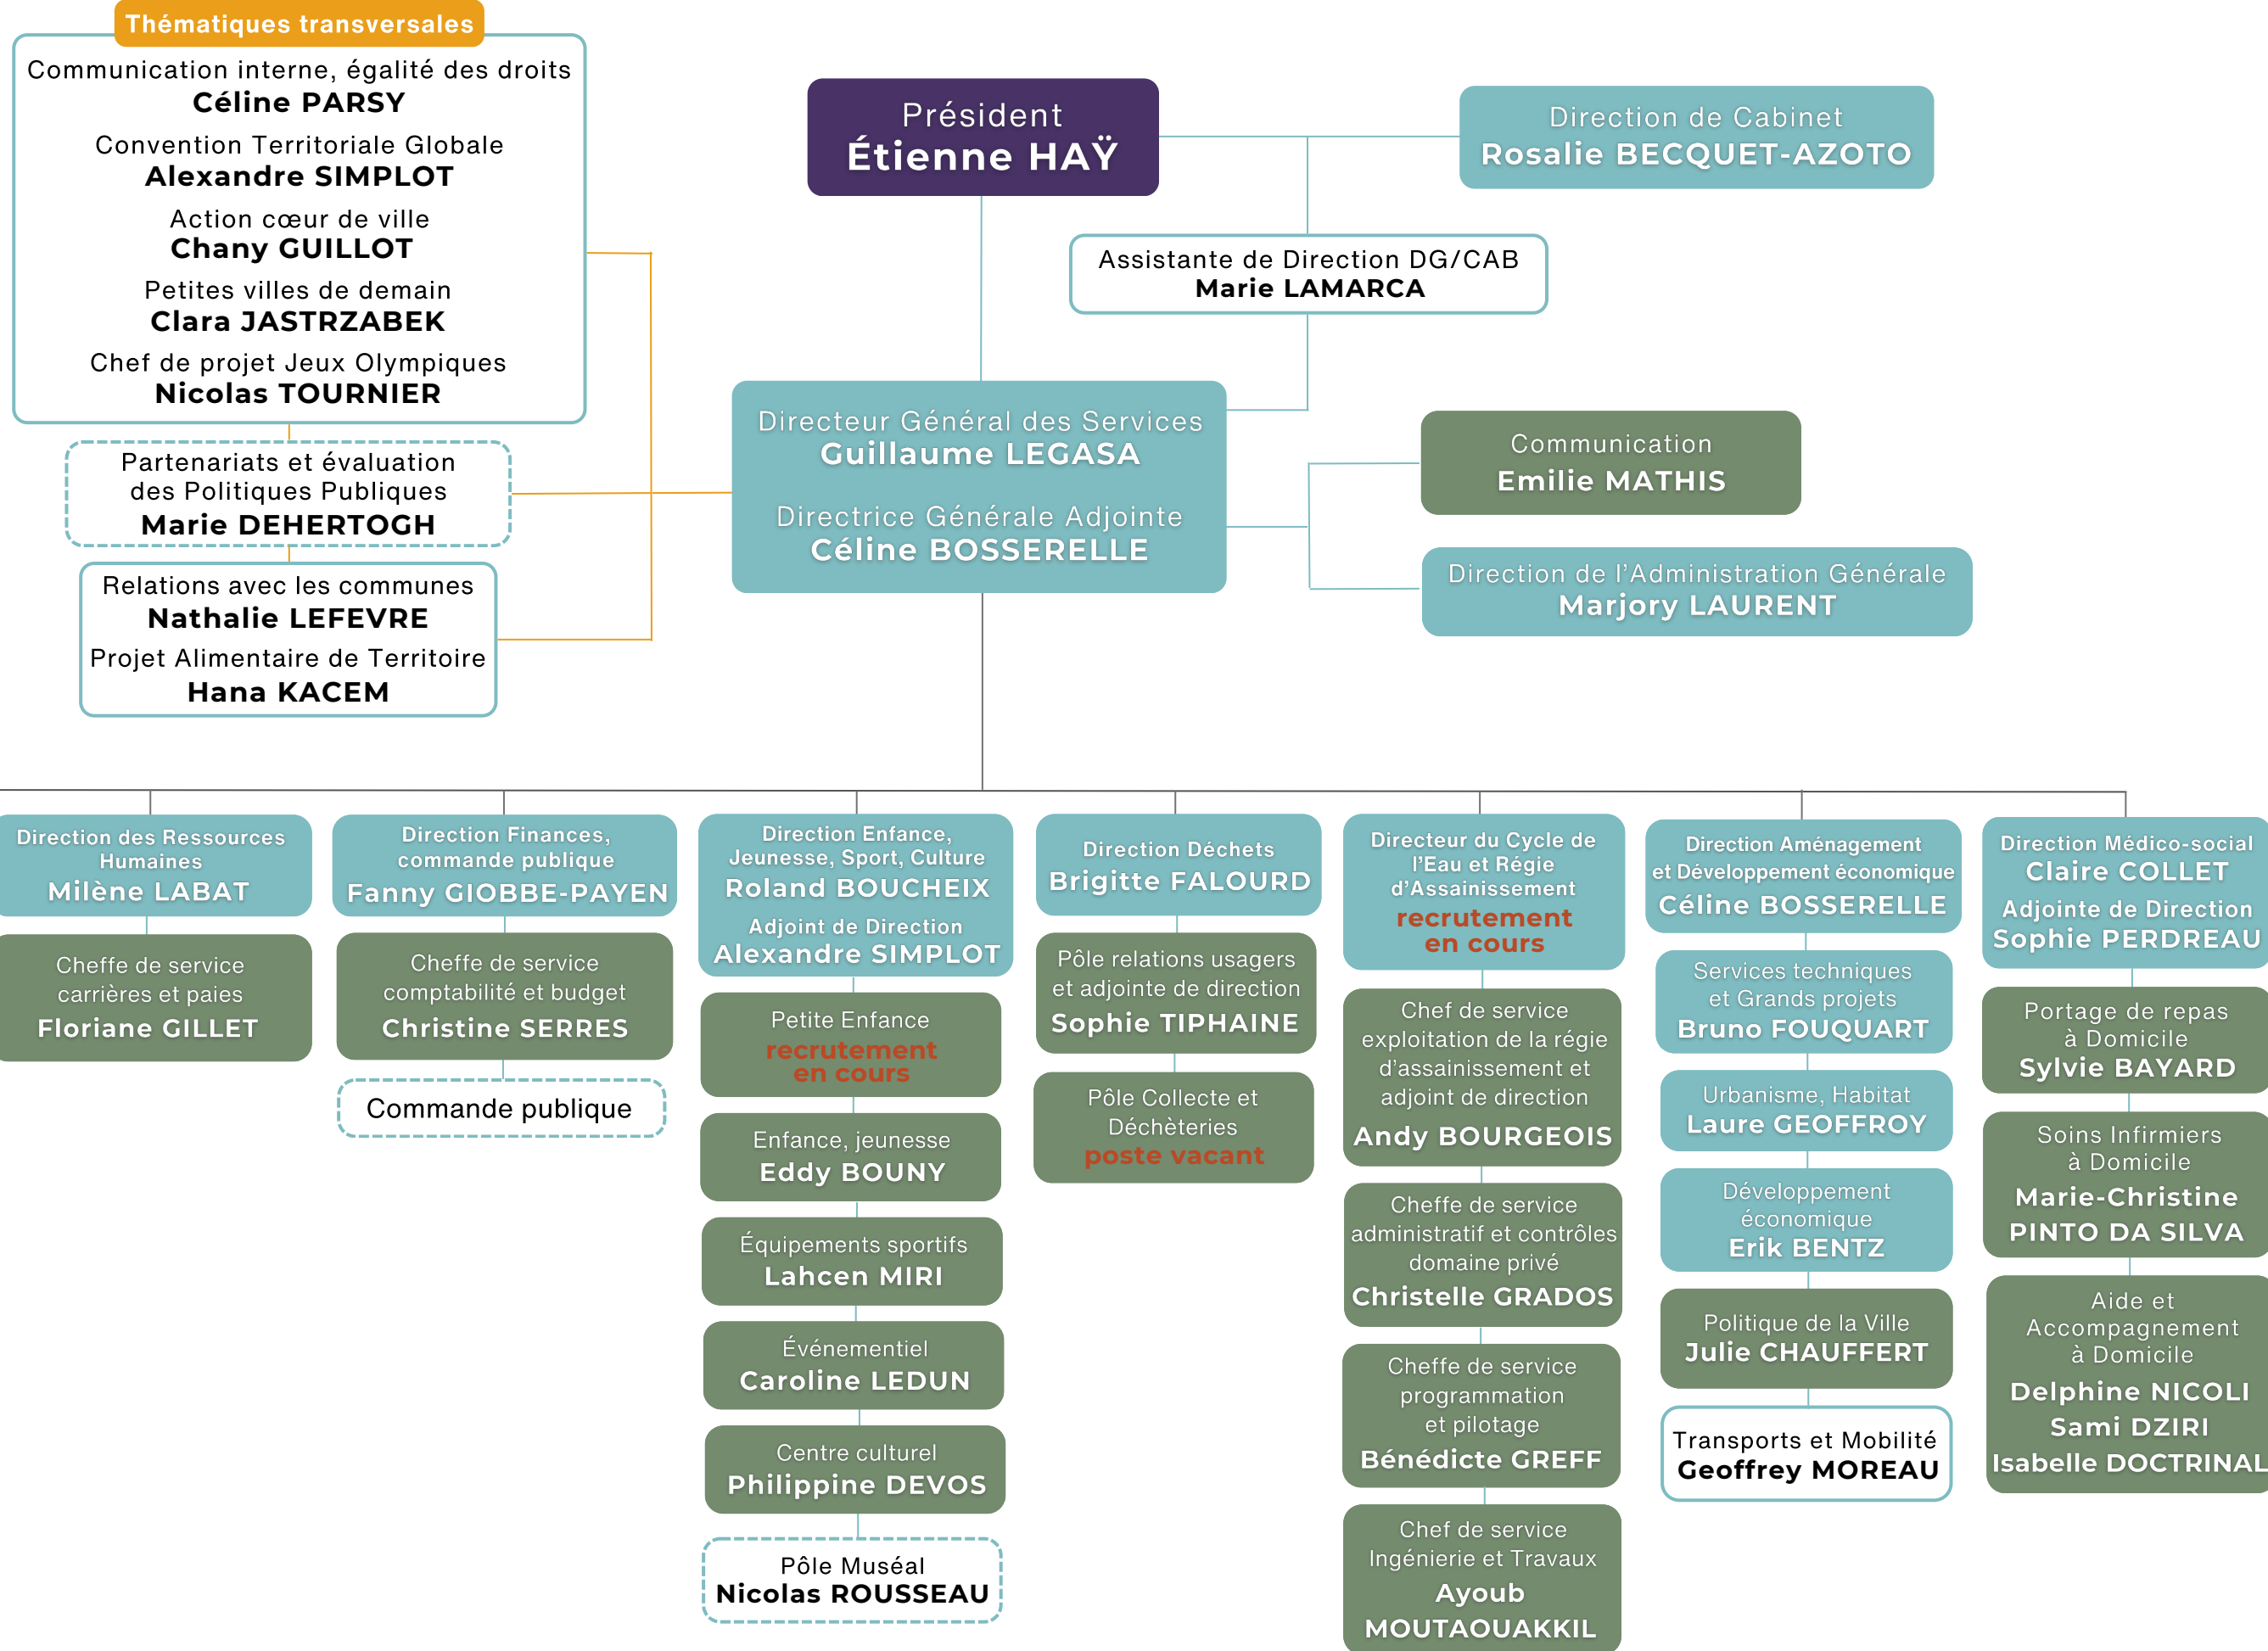 Thématiques transversales
Communication interne, égalité des droits
Céline PARSY
Convention Territoriale Globale
Alexandre SIMPLOT
Action cœur de ville
Chany GUILLOT
Petites villes de demain
Clara JASTRZABEK
Chef de projet Jeux Olympiques
Nicolas TOURNIER
Partenariats et évaluation
des Politiques Publiques
Marie DEHERTOGH
Relations avec les communes
Nathalie LEFEVRE
Projet Alimentaire de Territoire
Hana KACEM
Président
Étienne HAŸ
Direction de Cabinet
Rosalie BECQUET-AZOTO
Assistante de Direction DG/CAB
Marie LAMARCA
Directeur Général des Services
Guillaume LEGASA
Directrice Générale Adjointe
Céline BOSSERELLE
Communication
Emilie MATHIS
Direction de l'Administration Générale
Marjory LAURENT
Direction des Ressources
Humaines
Milène LABAT
Cheffe de service
carrières et paies
Floriane GILLET
Direction Finances,
commande publique
Fanny GIOBBE-PAYEN
Cheffe de service
comptabilité et budget
Christine SERRES
Commande publique
Direction Enfance,
Jeunesse, Sport, Culture
Roland BOUCHEIX
Adjoint de Direction
Alexandre SIMPLOT
Petite Enfance
recrutement
en cours
Enfance, jeunesse
Eddy BOUNY
Équipements sportifs
Lahcen MIRI
Événementiel
Caroline LEDUN
Centre culturel
Philippine DEVOS
Pôle Muséal
Nicolas ROUSSEAU
Direction Déchets
Brigitte FALOURD
Pôle relations usagers
et adjointe de direction
Sophie TIPHAINE
Pôle Collecte et
Déchèteries
poste vacant
Directeur du Cycle de
l'Eau et Régie
d'Assainissement
recrutement
en cours
Chef de service
exploitation de la régie
d'assainissement et
adjoint de direction
Andy BOURGEOIS
Cheffe de service
administratif et contrôles
domaine privé
Christelle GRADOS
Cheffe de service
programmation
et pilotage
Bénédicte GREFF
Chef de service
Ingénierie et Travaux
Ayoub
MOUTAOUAKKIL
Direction Aménagement
et Développement économique
Céline BOSSERELLE
Services techniques
et Grands projets
Bruno FOUQUART
Urbanisme, Habitat
Laure GEOFFROY
Développement
économique
Erik BENTZ
Politique de la Ville
Julie CHAUFFERT
Transports et Mobilité
Geoffrey MOREAU
Direction Médico-social
Claire COLLET
Adjointe de Direction
Sophie PERDREAU
Portage de repas
à Domicile
Sylvie BAYARD
Soins Infirmiers
à Domicile
Marie-Christine
PINTO DA SILVA
Aide et
Accompagnement
à Domicile
Delphine NICOLI
Sami DZIRI
Isabelle DOCTRINAL